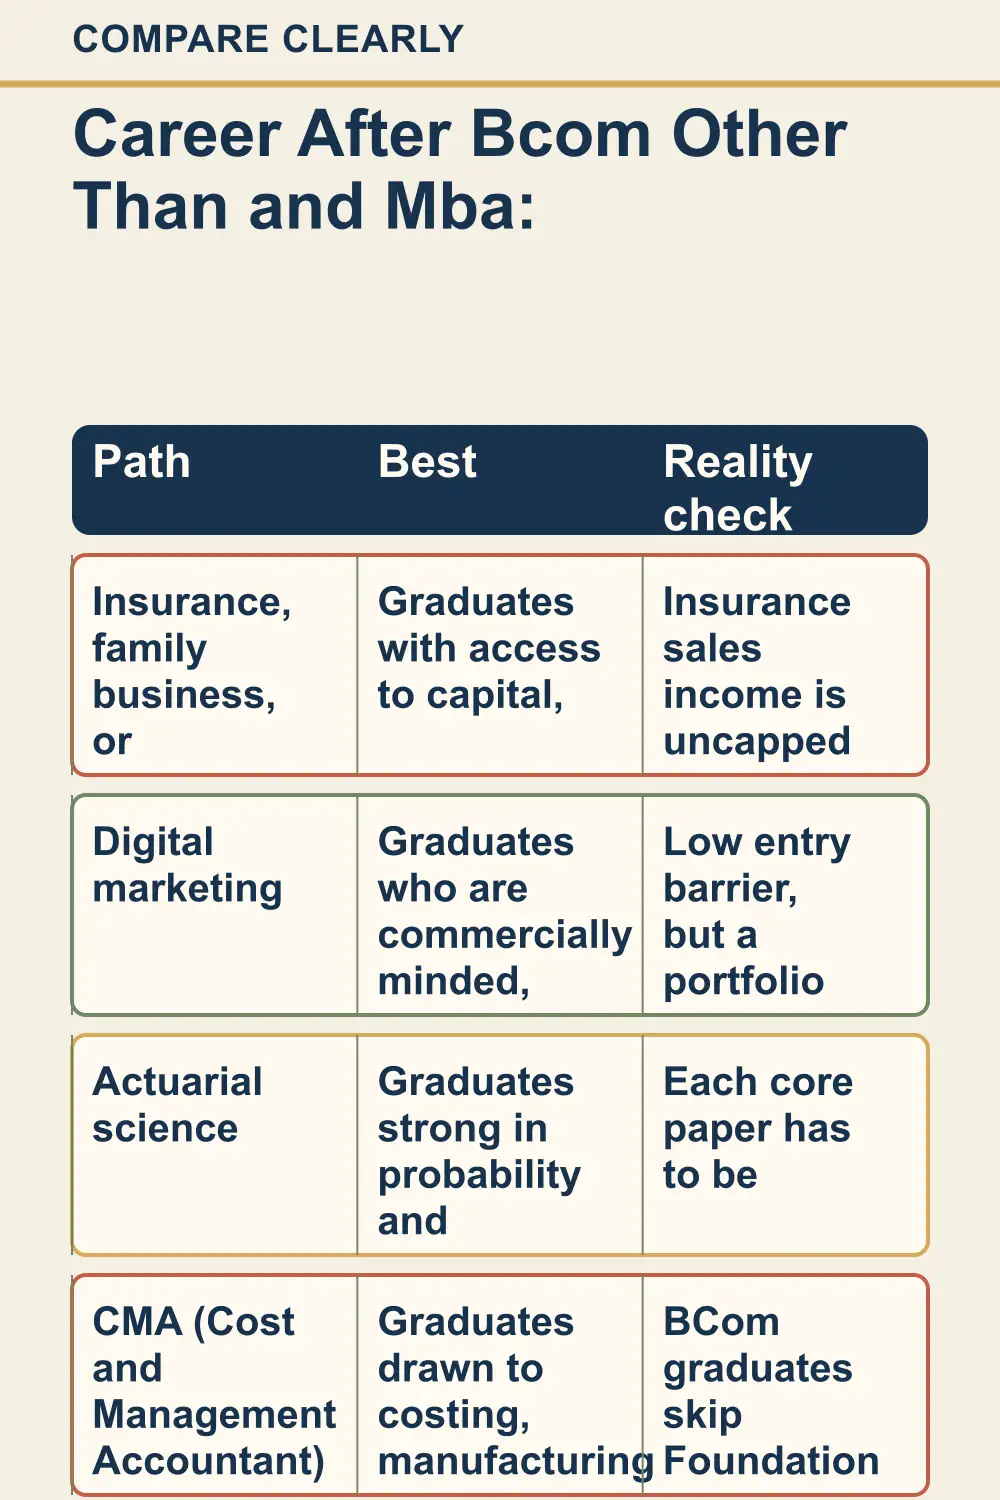 COMPARE CLEARLY
Career After Bcom Other
Than and Mba:
Path
Best
Reality
check
Insurance,
family
business,
or
Graduates
with access
to capital,
Insurance
sales
income is
uncapped
Digital
marketing
Graduates
who are
commercially
minded,
Low entry
barrier,
but a
portfolio
Actuarial
science
Graduates
strong in
probability
and
Each core
paper has
to be
CMA (Cost
and
Management
Accountant)
Graduates
drawn to
costing,
manufacturing
BCom
graduates
skip
Foundation